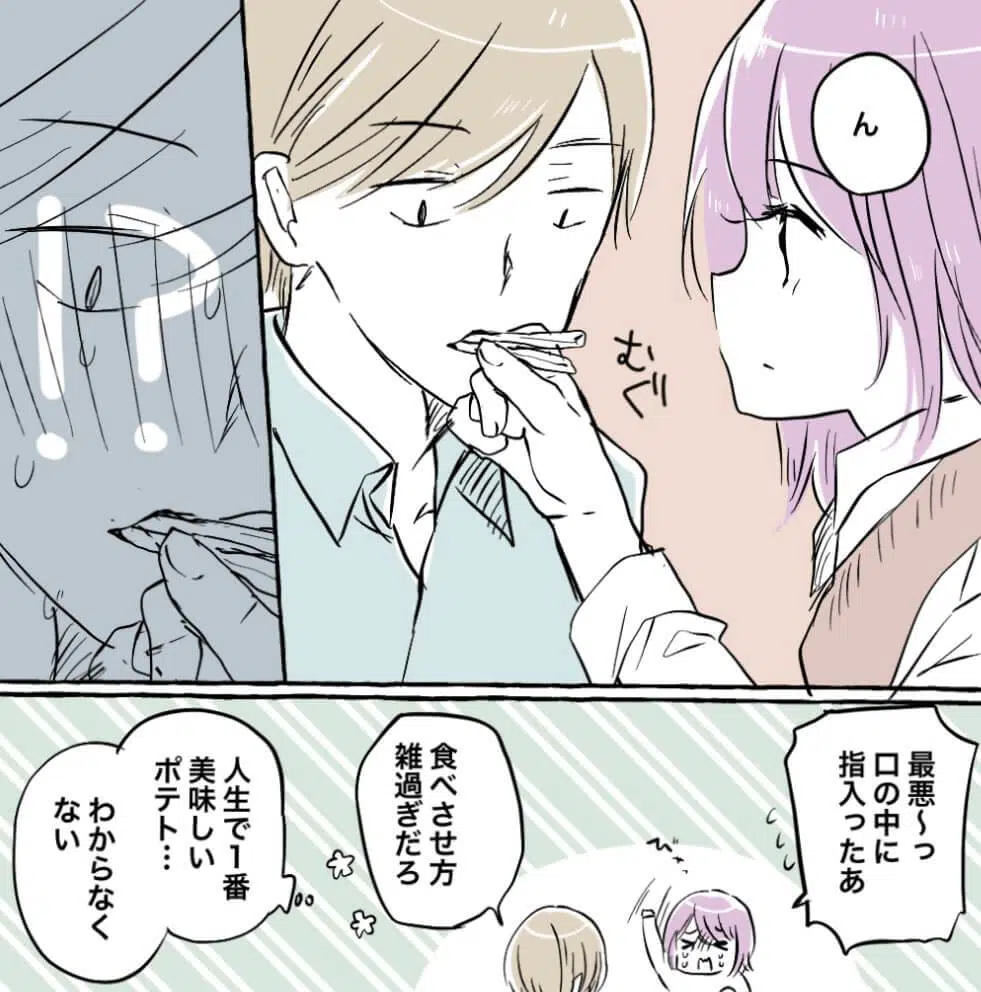 ん
むぐ
!?
最悪〜っ
口の中に
指入ったあ
食べさせ方
雑過ぎだろ
人生で1番
美味しい
ポテト…
わからなく
ない